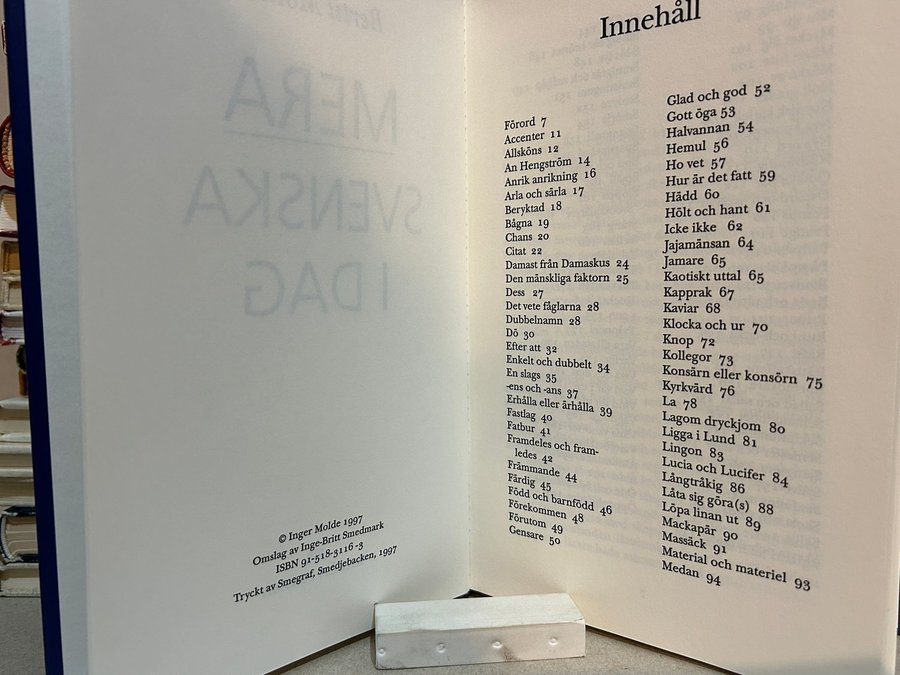 MERA
SVENSKA
I DAG
© Inger Molde 1997
Omslag av Inge-Britt Smedmark
ISBN 91-518-3116-3
Tryckt av Smegraf, Smedjebacken, 1997
Innehåll
Förord 7
Accenter 11
Allsköns 12
An Hengström 14
Anrik anrikning 16
Arla och särla 17
Beryktad 18
Bågna 19
Chans 20
Citat 22
Damast från Damaskus 24
Den mänskliga faktorn 25
Dess 27
Det vete fåglarna 28
Dubbelnamn 28
Dö 30
Efter att 32
Enkelt och dubbelt 34
En slags 35
-ens och -ans 37
Erhålla eller ärhålla 39
Fastlag 40
Fatbur 41
Framdeles och fram-
ledes 42
Främmande 44
Färdig 45
Född och barnfödd 46
Förekommen 48
Förutom 49
Gensare 50
Glad och god 52
Gott öga 53
Halvannan 54
Hemul 56
Ho vet 57
Hur är det fatt 59
Hädd 60
Hölt och hant 61
Icke ikke 62
Jajamänsan 64
Jamare 65
Kaotiskt uttal 65
Kapprak 67
Kaviar 68
Klocka och ur 70
Knop 72
Kollegor 73
Konsärn eller konsörn 75
Kyrkvärd 76
La 78
Lagom dryckjom 80
Ligga i Lund 81
Lingon 83
Lucia och Lucifer 84
Långtråkig 86
Låta sig göra(s) 88
Löpa linan ut 89
Mackapär 90
Massäck 91
Material och materiel 93
Medan 94